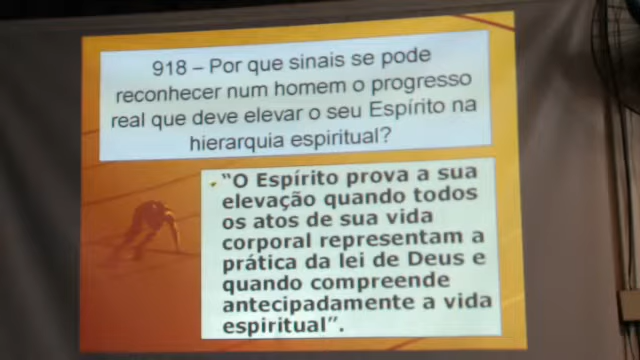 918 – Por que sinais se pode
reconhecer num homem o progresso
real que deve elevar o seu Espírito na
hierarquia espiritual?
"O Espírito prova a sua
elevação quando todos
os atos de sua vida
corporal representam a
prática da lei de Deus e
quando compreende
antecipadamente a vida
espiritual".